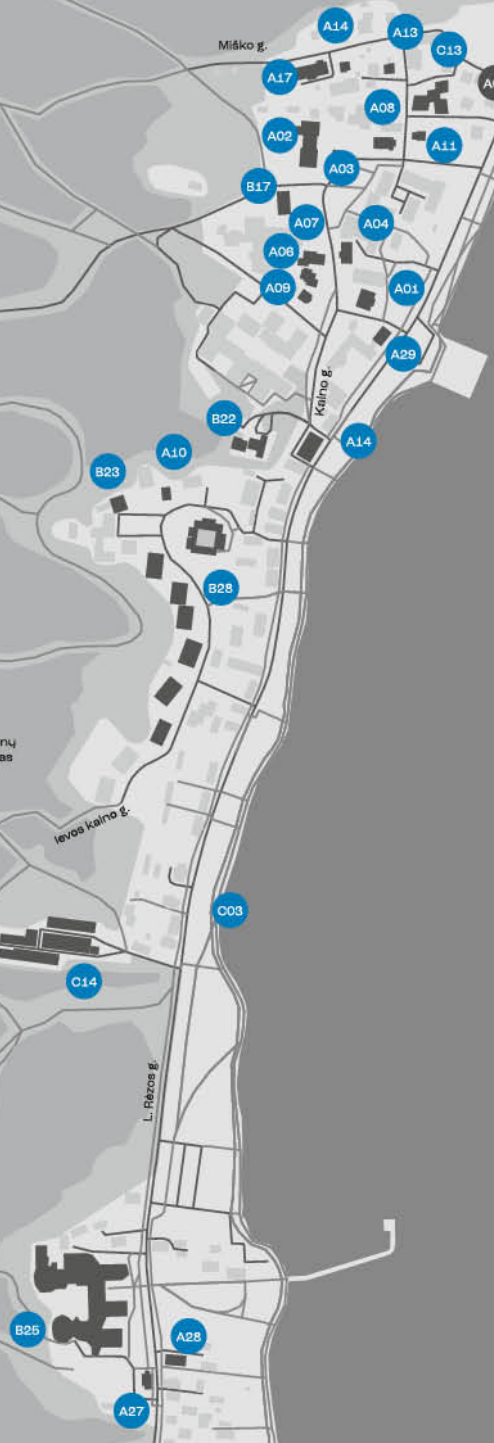 A14
A13
Miško g.
C13
A17
A08
A02
A11
A03
B17
A07
A04
A06
A09
A01
A29
Kalno g.
B22
A14
A10
B23
B28
Ievos kalno g.
C03
C14
L. Rėzos g.
B25
A28
A27